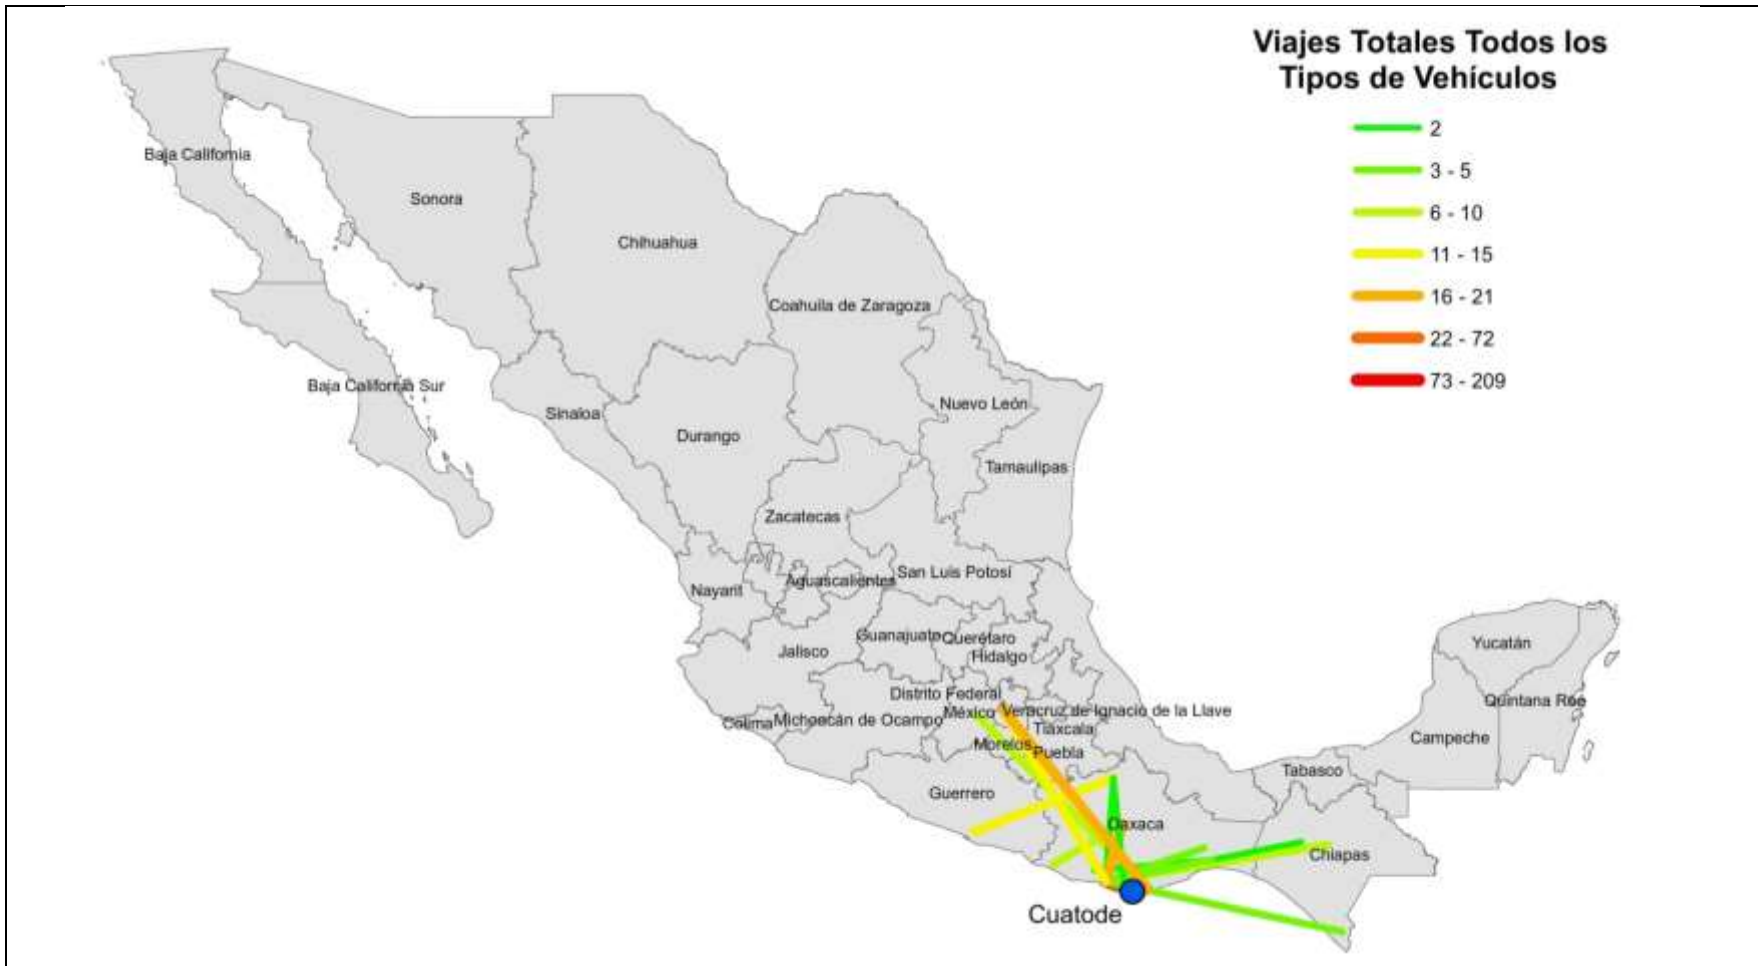 Viajes Totales Todos los
Tipos de Vehículos
2
3 - 5
6 - 10
11 - 15
16 - 21
22 - 72
73 - 209
Baja California
Sonora
Chihuahua
Coahuila de Zaragoza
Baja California Sur
Sinaloa
Durango
Nuevo León
Tamaulipas
Zacatecas
Nayarit
Aguascalientes
San Luis Potosí
Jalisco
Guanajuato
Querétaro
Hidalgo
Yucatán
Distrito Federal
Quintana Roo
Colima
Michoacán de Ocampo
México
Veracruz de Ignacio de la Llave
Tlaxcala
Campeche
Morelos
Puebla
Tabasco
Guerrero
Oaxaca
Chiapas
Cuatode